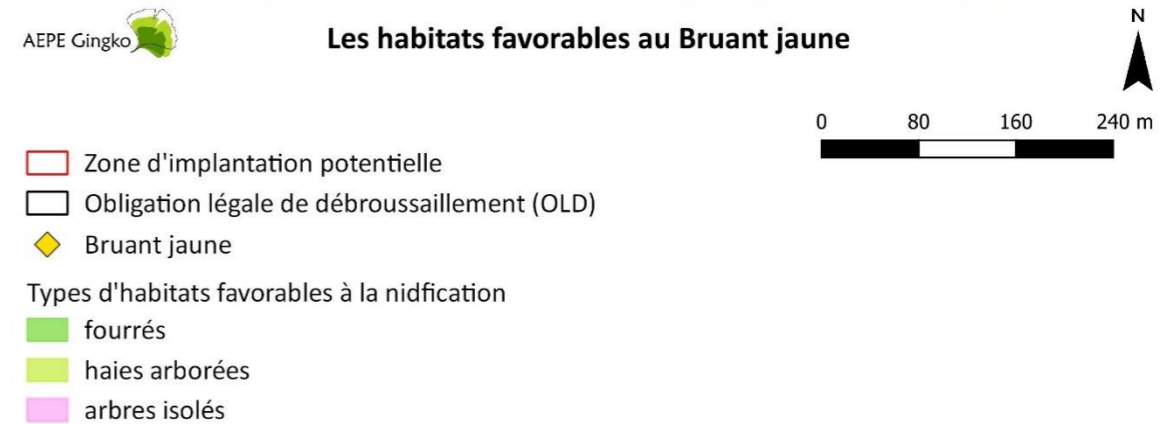 AEPE Gingko
Les habitats favorables au Bruant jaune
N
0 80 160 240 m
Zone d'implantation potentielle
Obligation légale de débroussaillement (OLD)
Bruant jaune
Types d'habitats favorables à la nidfication
fourrés
haies arborées
arbres isolés